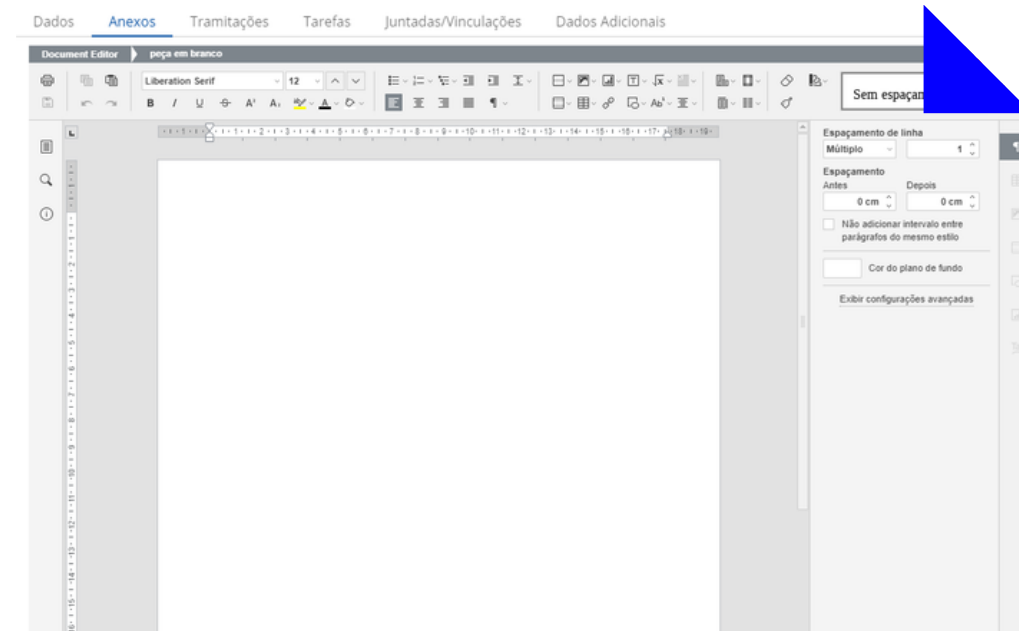 Dados Anexos Tramitações Tarefas Juntadas/Vinculações Dados Adicionais
Document Editor peça em branco
Liberation Serif 12
Sem espaçan
Espaçamento de linha
Múltiplo 1
Espaçamento
Antes Depois
0 cm 0 cm
Não adicionar intervalo entre
parágrafos do mesmo estilo
Cor do plano de fundo
Exibir configurações avançadas